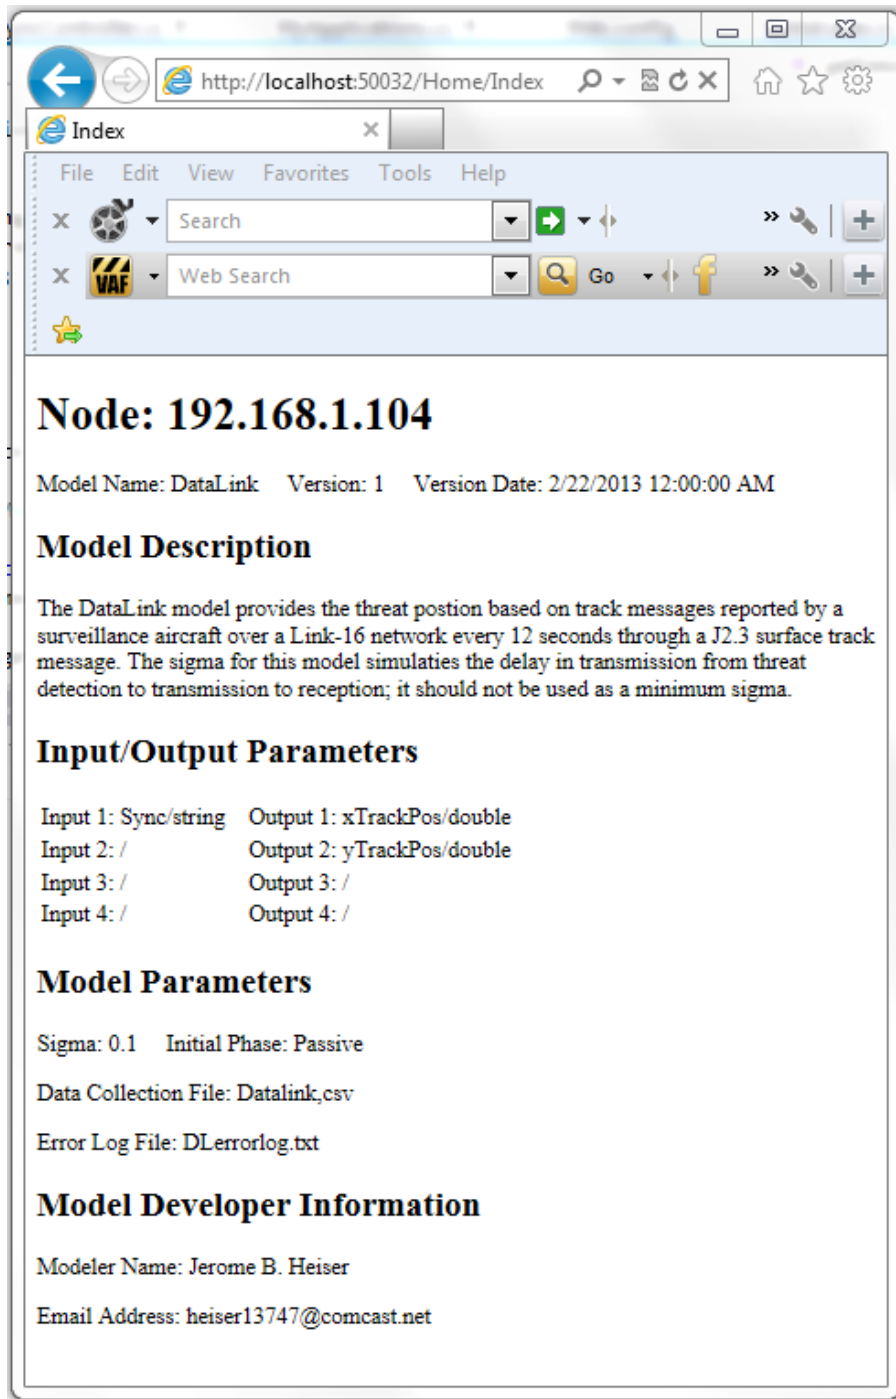 http://localhost:50032/Home/Index
Index
File Edit View Favorites Tools Help
Search
VAF Web Search Go f
Node: 192.168.1.104
Model Name: DataLink Version: 1 Version Date: 2/22/2013 12:00:00 AM
Model Description
The DataLink model provides the threat postion based on track messages reported by a
surveillance aircraft over a Link-16 network every 12 seconds through a J2.3 surface track
message. The sigma for this model simulaties the delay in transmission from threat
detection to transmission to reception; it should not be used as a minimum sigma.
Input/Output Parameters
Input 1: Sync/string Output 1: xTrackPos/double
Input 2: / Output 2: yTrackPos/double
Input 3: / Output 3: /
Input 4: / Output 4: /
Model Parameters
Sigma: 0.1 Initial Phase: Passive
Data Collection File: Datalink,csv
Error Log File: DLerrorlog.txt
Model Developer Information
Modeler Name: Jerome B. Heiser
Email Address: heiser13747@comcast.net